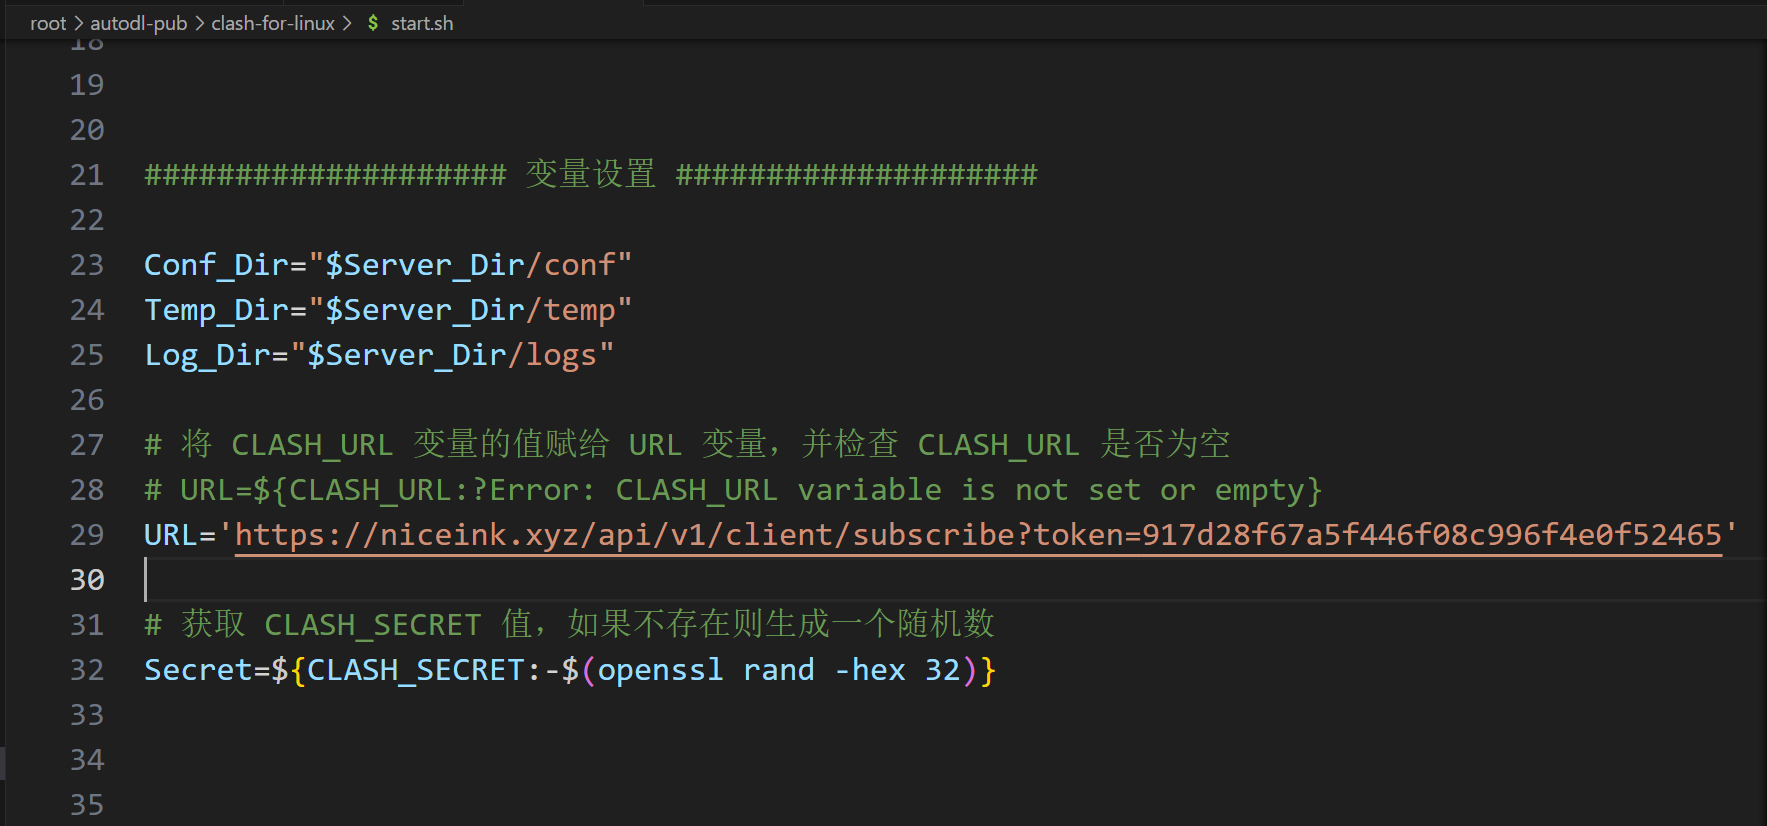 root > autodl-pub > clash-for-linux > $ start.sh
18
19
20
21 #################### 变量设置 ####################
22
23 Conf_Dir="$Server_Dir/conf"
24 Temp_Dir="$Server_Dir/temp"
25 Log_Dir="$Server_Dir/logs"
26
27 # 将 CLASH_URL 变量的值赋给 URL 变量，并检查 CLASH_URL 是否为空
28 # URL=${CLASH_URL:?Error: CLASH_URL variable is not set or empty}
29 URL='https://niceink.xyz/api/v1/client/subscribe?token=917d28f67a5f446f08c996f4e0f52465'
30
31 # 获取 CLASH_SECRET 值，如果不存在则生成一个随机数
32 Secret=${CLASH_SECRET:-$(openssl rand -hex 32)}
33
34
35